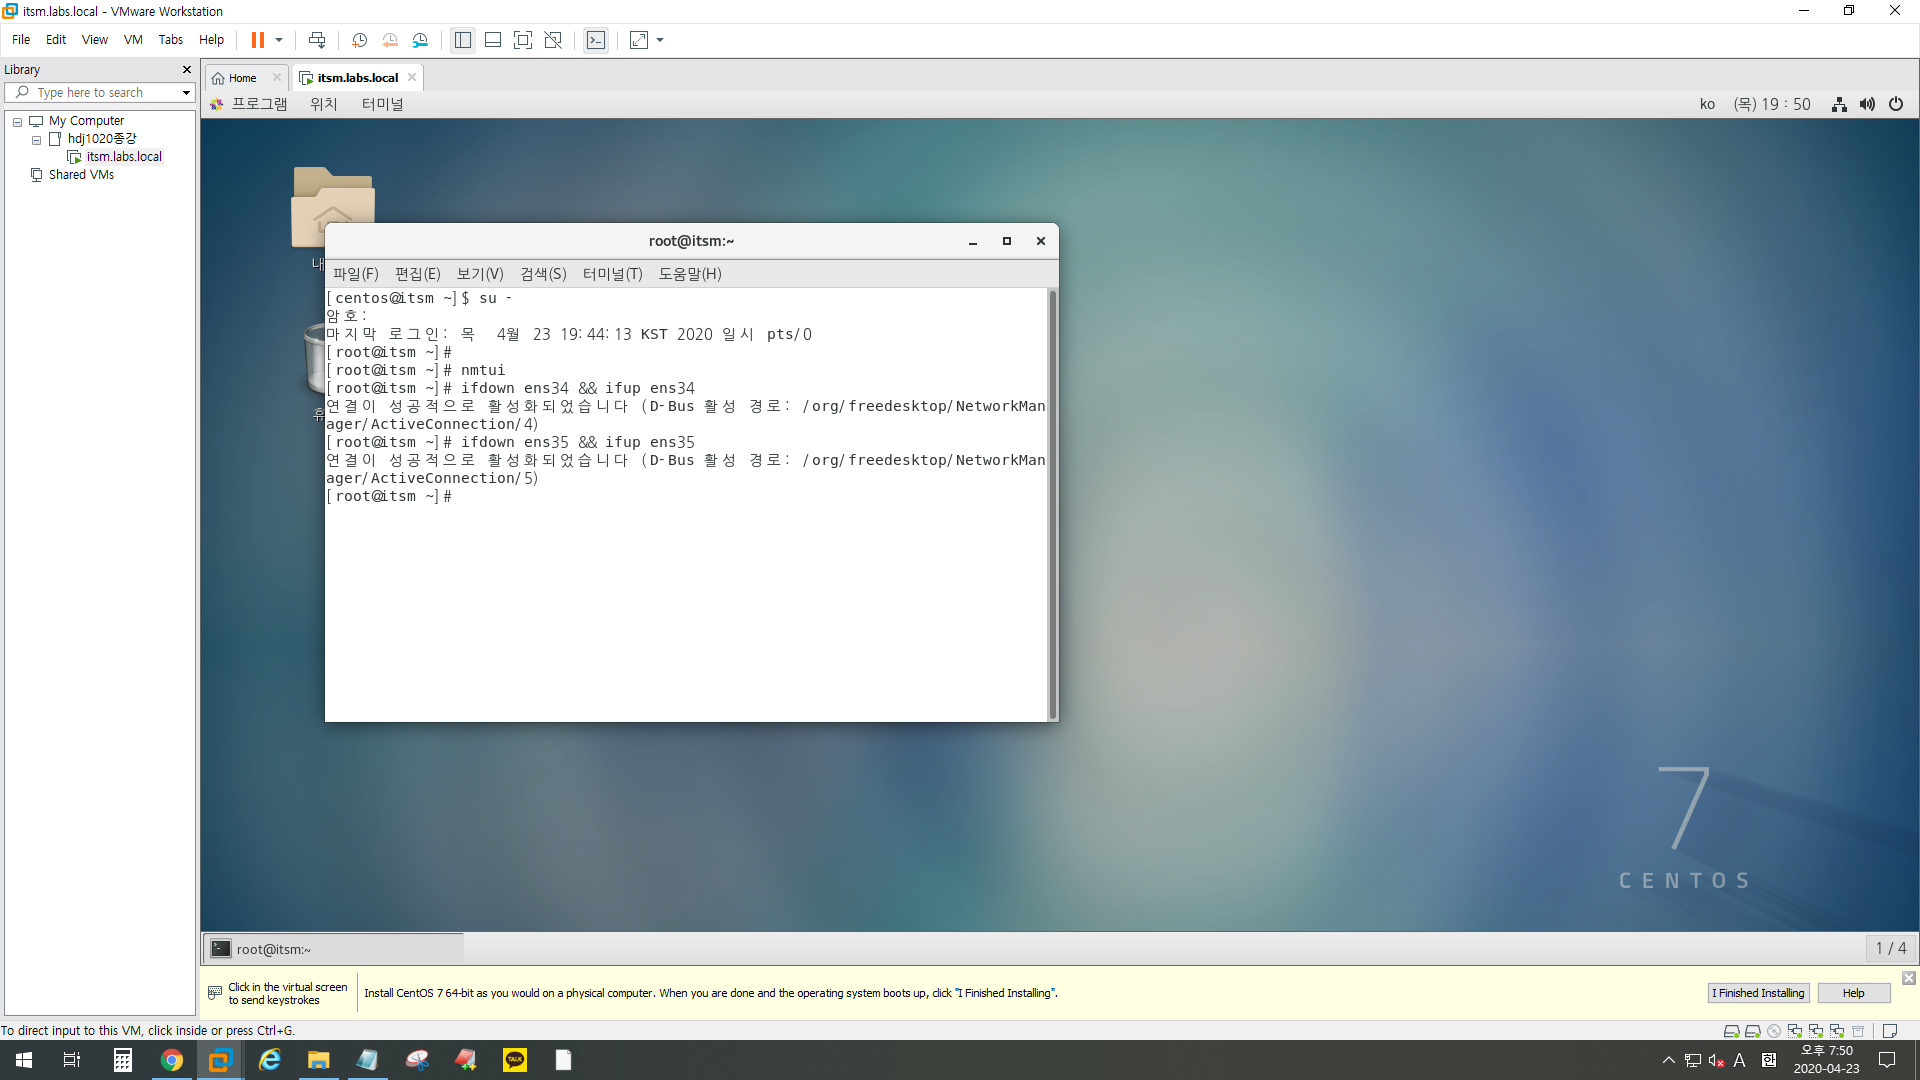 itsm.labs.local - VMware Workstation
File Edit View VM Tabs Help
Library
Type here to search
My Computer
hdj1020종강
itsm.labs.local
Shared VMs
Home
itsm.labs.local
프로그램 위치 터미널
ko (목) 19 : 50
내
휴
root@itsm:~
파일(F) 편집(E) 보기(V) 검색(S) 터미널(T) 도움말(H)
[centos@itsm ~]$ su -
암호:
마지막 로그인: 목 4월 23 19:44:13 KST 2020 일시 pts/0
[root@itsm ~]#
[root@itsm ~]# nmtui
[root@itsm ~]# ifdown ens34 && ifup ens34
연결이 성공적으로 활성화되었습니다 (D-Bus 활성 경로: /org/freedesktop/NetworkMan
ager/ActiveConnection/4)
[root@itsm ~]# ifdown ens35 && ifup ens35
연결이 성공적으로 활성화되었습니다 (D-Bus 활성 경로: /org/freedesktop/NetworkMan
ager/ActiveConnection/5)
[root@itsm ~]#
7
CENTOS
root@itsm:~
1 / 4
Click in the virtual screen
to send keystrokes
Install CentOS 7 64-bit as you would on a physical computer. When you are done and the operating system boots up, click "I Finished Installing".
I Finished Installing Help
To direct input to this VM, click inside or press Ctrl+G.
TALK
A 한
오후 7:50
2020-04-23